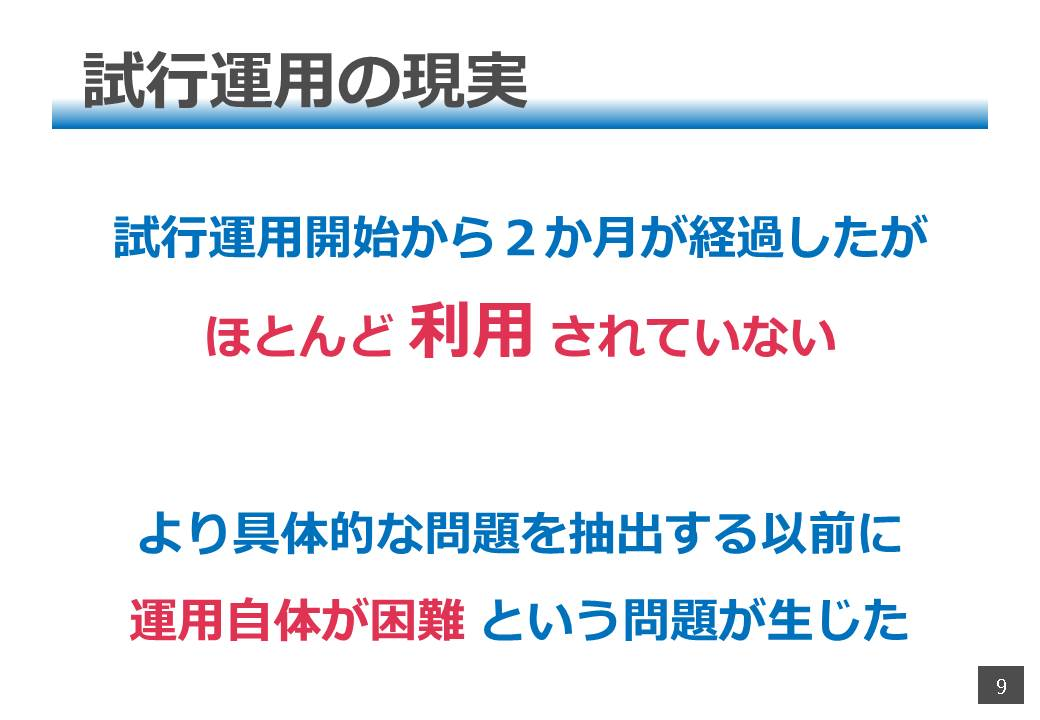 試行運用の現実
試行運用開始から２か月が経過したが
ほとんど 利用 されていない
より具体的な問題を抽出する以前に
運用自体が困難 という問題が生じた
9